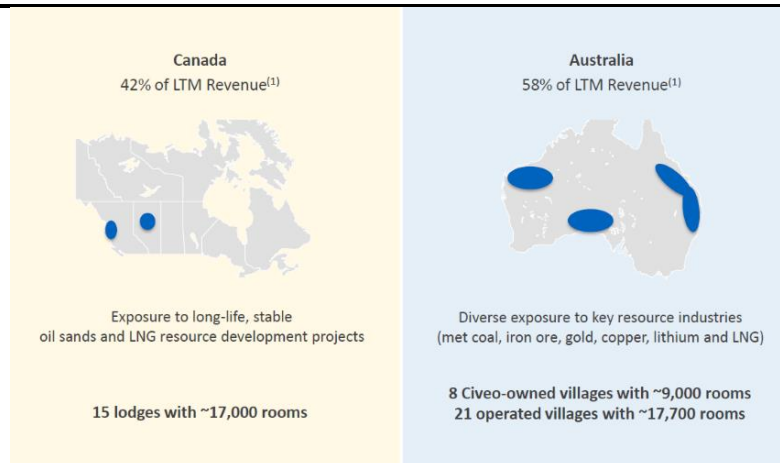 Canada
42% of LTM Revenue(1)
Exposure to long-life, stable
oil sands and LNG resource development projects
15 lodges with ~17,000 rooms
Australia
58% of LTM Revenue(1)
Diverse exposure to key resource industries
(met coal, iron ore, gold, copper, lithium and LNG)
8 Civeo-owned villages with ~9,000 rooms
21 operated villages with ~17,700 rooms